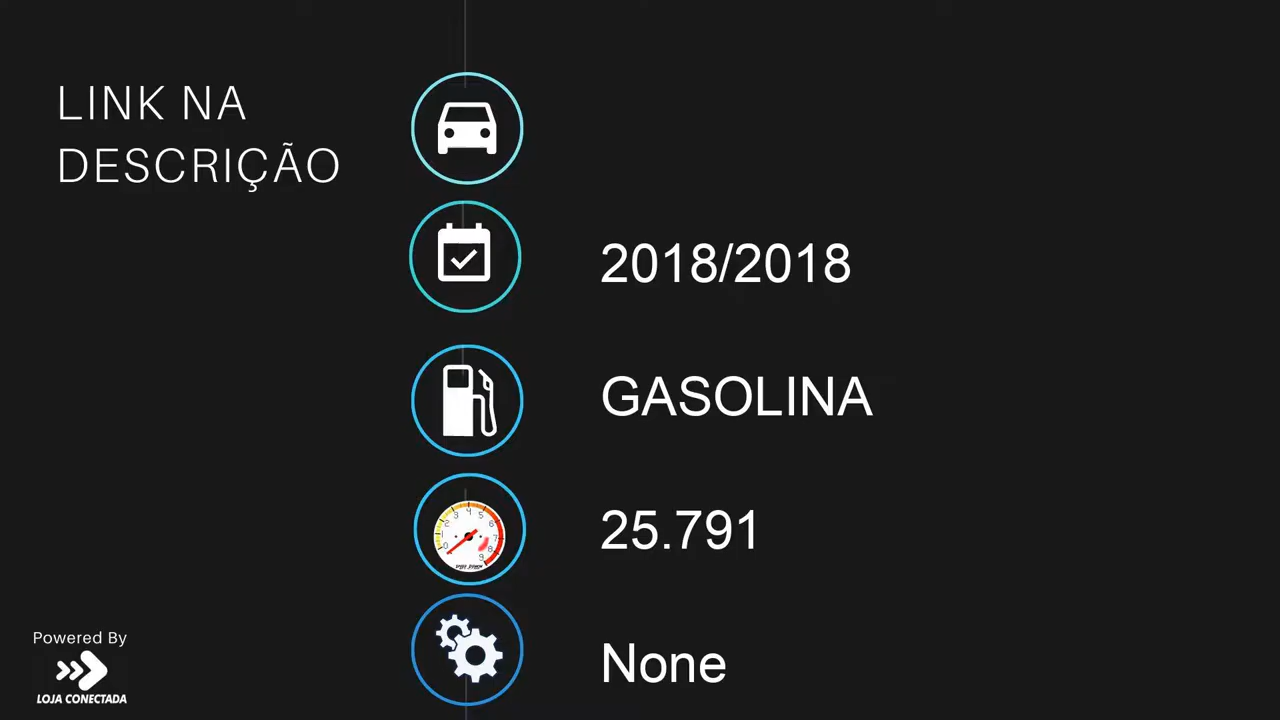 LINK NA
DESCRIÇÃO
2018/2018
GASOLINA
25.791
None
Powered By
LOJA CONECTADA